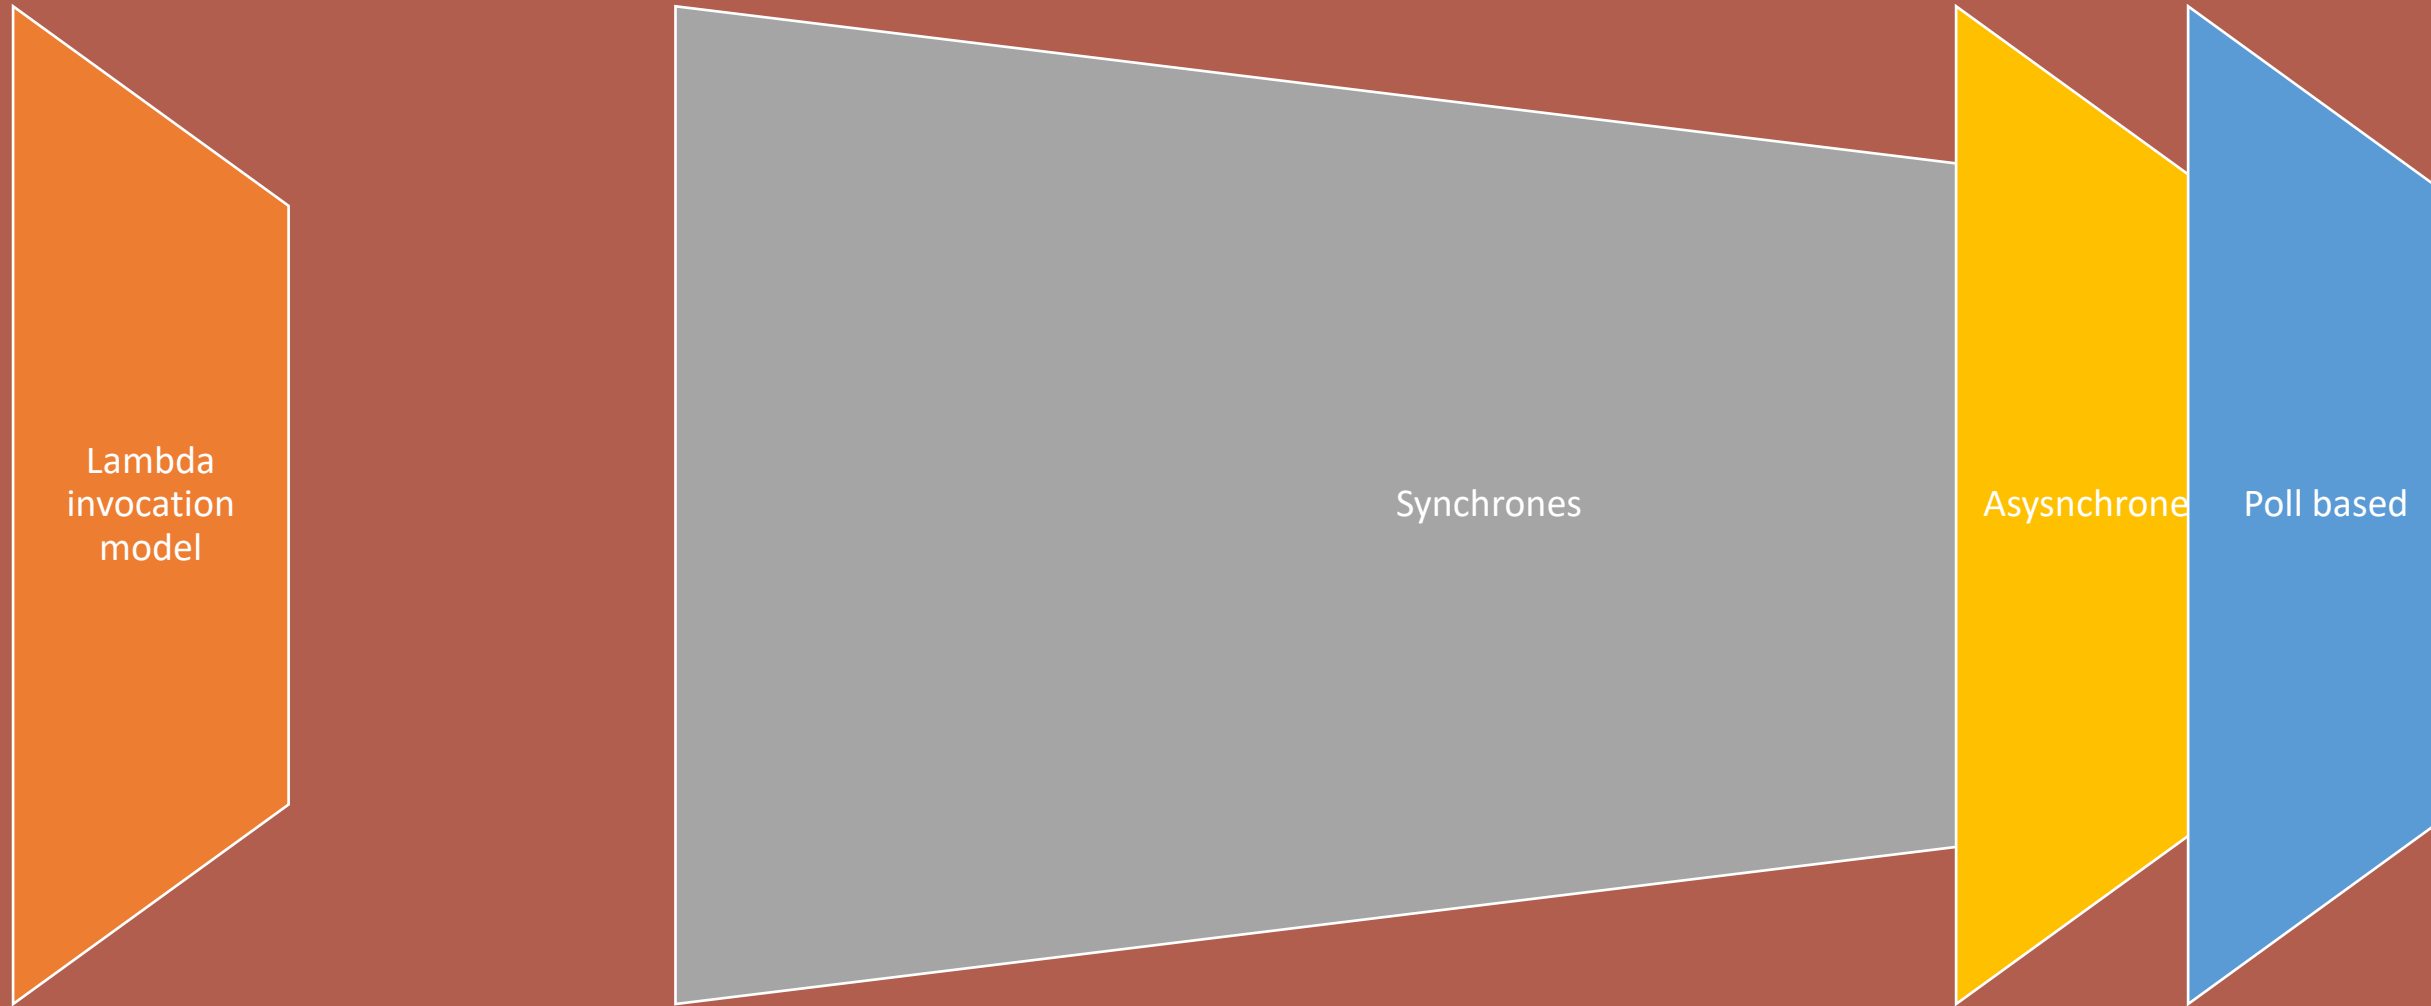 Lambda
invocation
model
Synchrones
Asysnchrone
Poll based